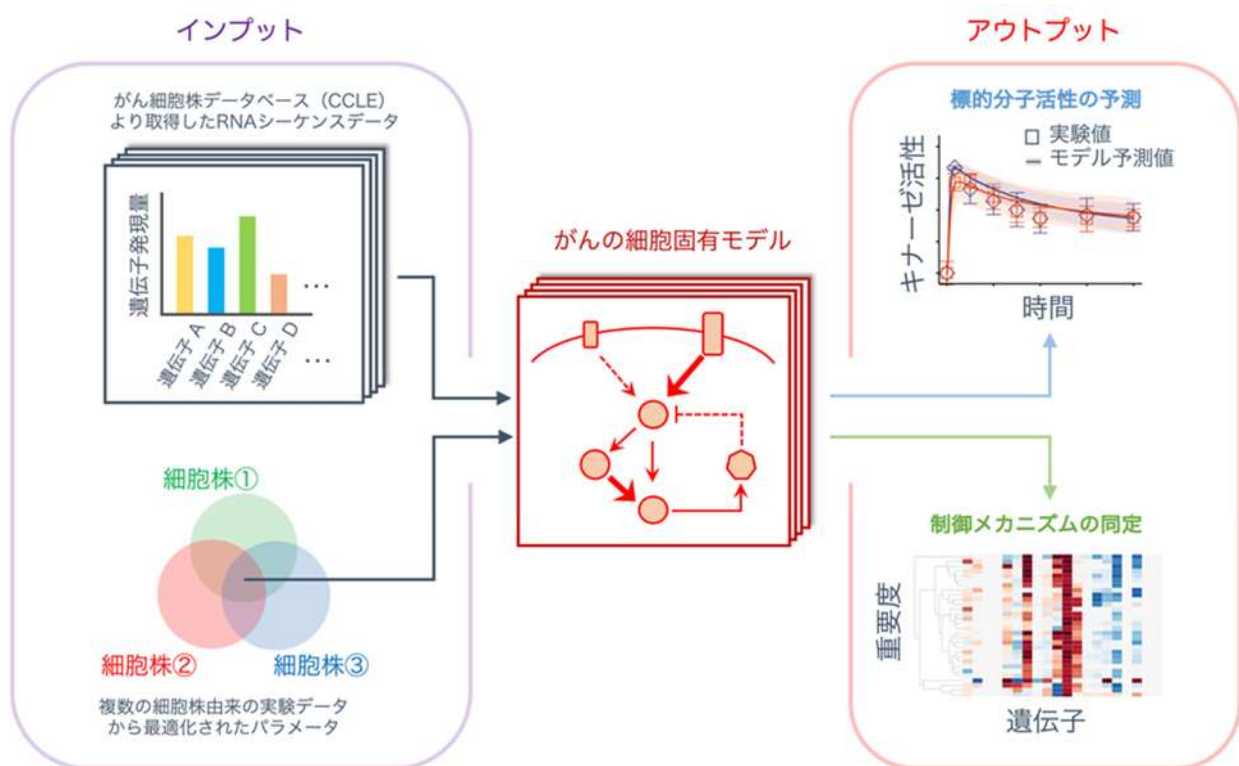 インプット
がん細胞株データベース（CCLE）
より取得したRNAシーケンスデータ
遺伝子発現量
遺伝子 A
遺伝子 B
遺伝子 C
遺伝子 D
…
…
細胞株①
細胞株②
細胞株③
複数の細胞株由来の実験データ
から最適化されたパラメータ
がんの細胞固有モデル
アウトプット
標的分子活性の予測
実験値
モデル予測値
キナーゼ活性
時間
制御メカニズムの同定
重要度
遺伝子